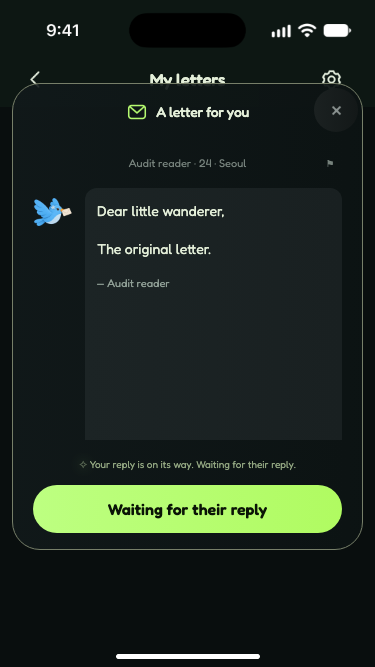 9:41
My letters
A letter for you
Audit reader · 24 · Seoul
Dear little wanderer,
The original letter.
— Audit reader
✧ Your reply is on its way. Waiting for their reply.
Waiting for their reply